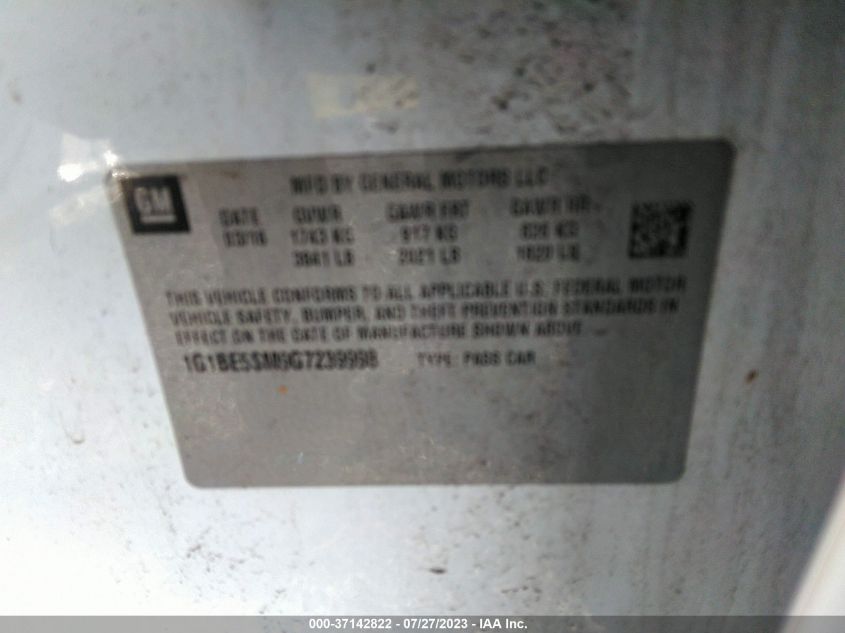 GM
MFD BY GENERAL MOTORS LLC
DATE GVWR GAWR FRT GAWR RR
03/16 1743 KG 917 KG 826 KG
3841 LB 2021 LB 1820 LB
THIS VEHICLE CONFORMS TO ALL APPLICABLE U.S. FEDERAL MOTOR
VEHICLE SAFETY, BUMPER, AND THEFT PREVENTION STANDARDS IN
EFFECT ON THE DATE OF MANUFACTURE SHOWN ABOVE.
TYPE: PASS CAR
000-37142822 - 07/27/2023 - IAA Inc.